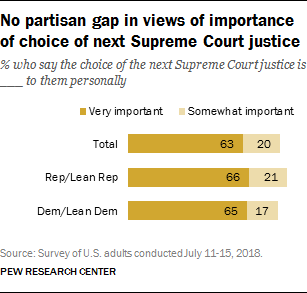 No partisan gap in views of importance
of choice of next Supreme Court justice
% who say the choice of the next Supreme Court justice is
___ to them personally
Very important Somewhat important
Total 63 20
Rep/Lean Rep 66 21
Dem/Lean Dem 65 17
Source: Survey of U.S. adults conducted July 11-15, 2018.
PEW RESEARCH CENTER